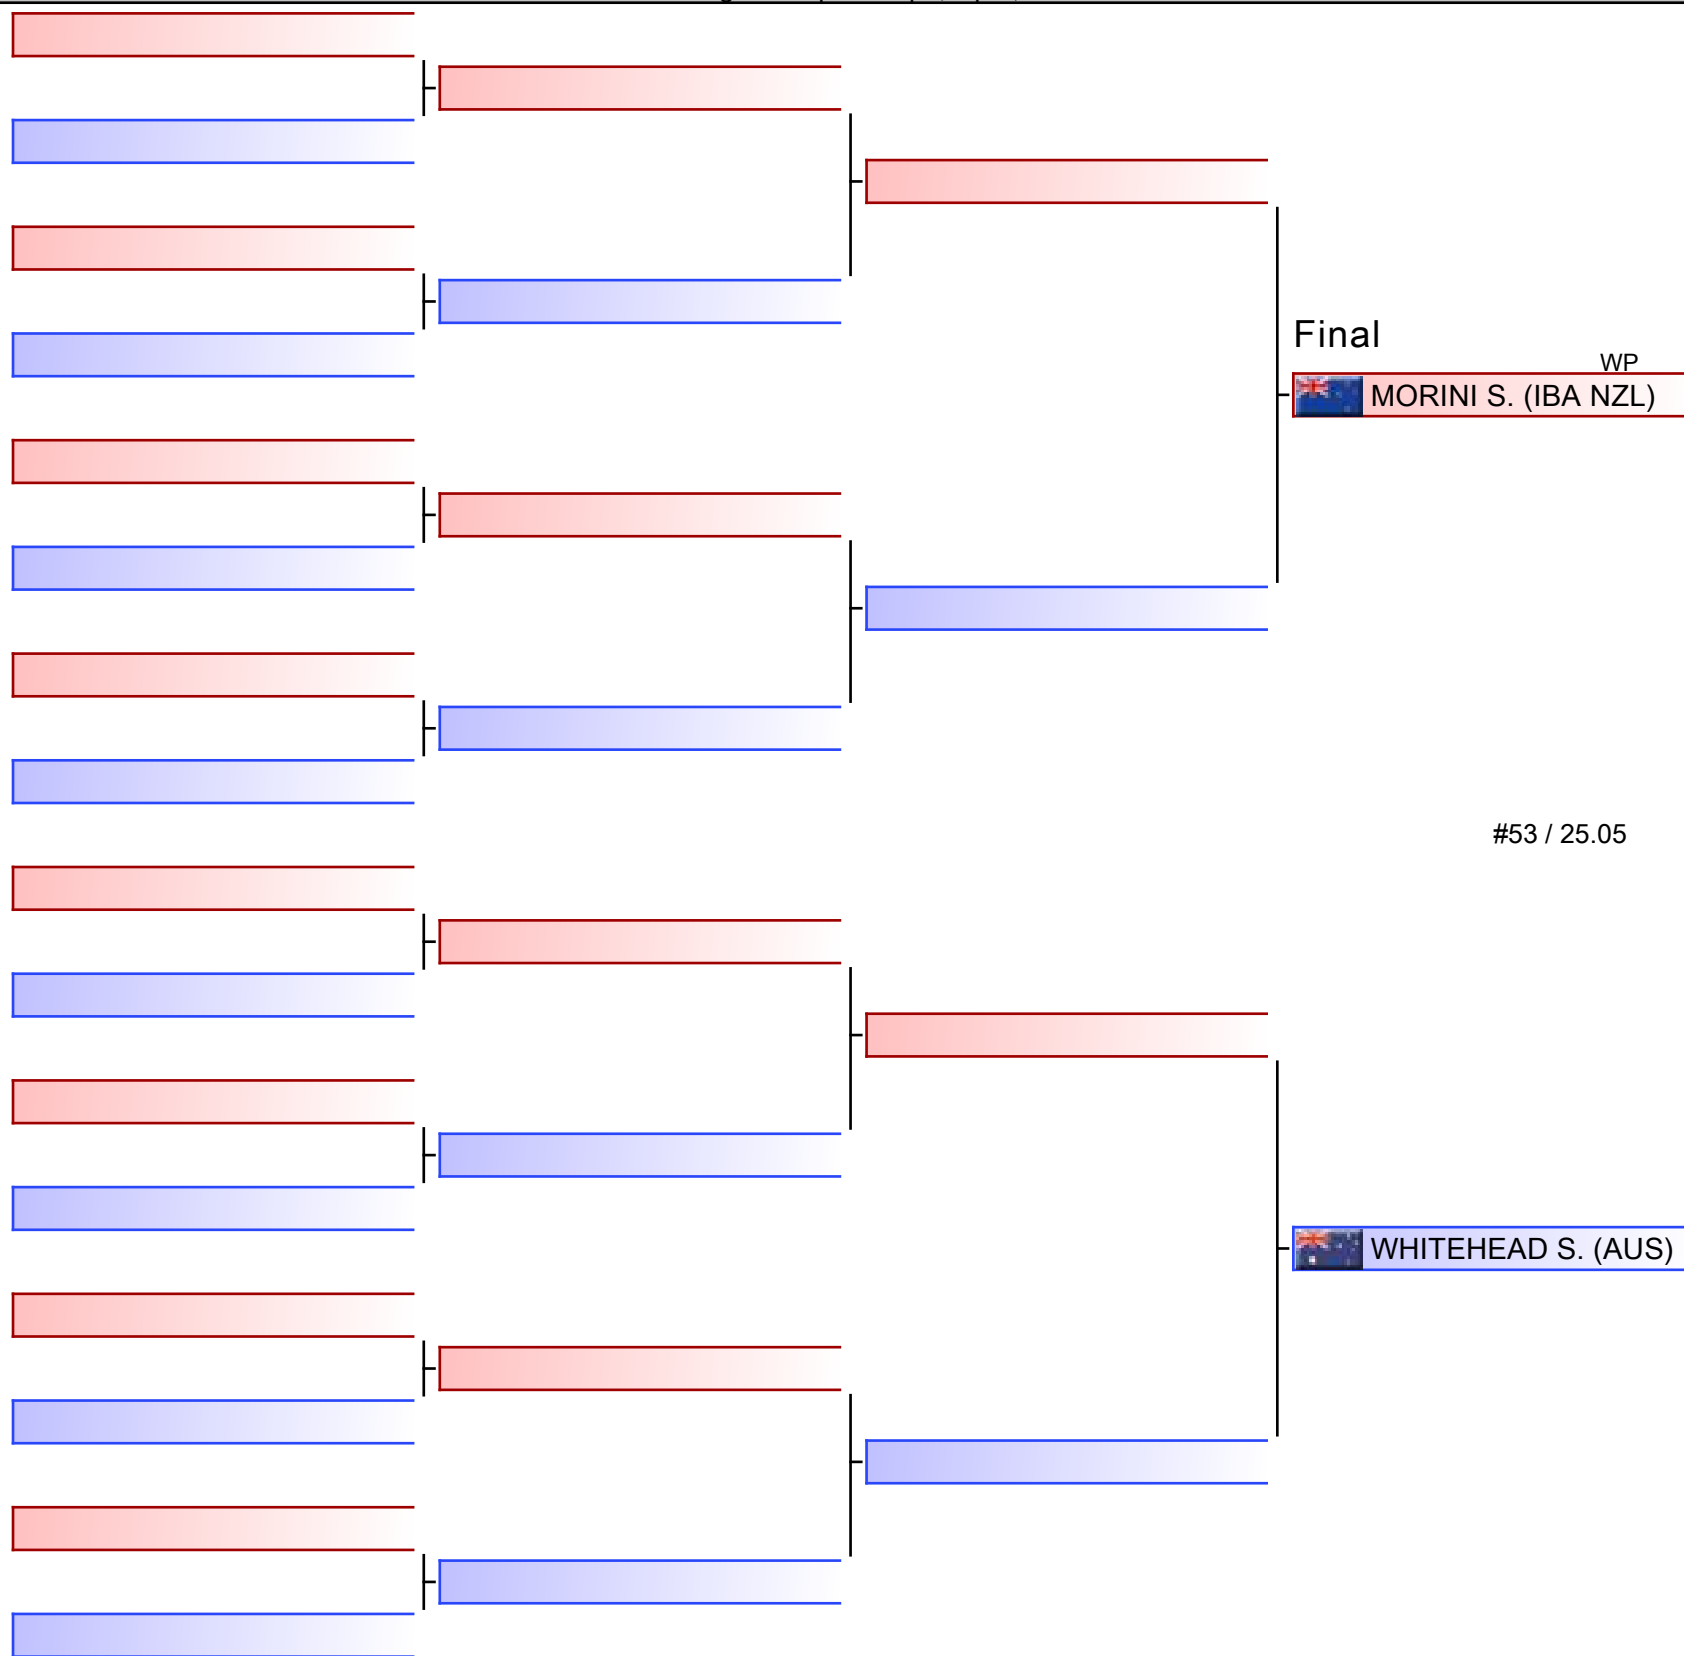 Final
WP
MORINI S. (IBA NZL)
#53 / 25.05
WHITEHEAD S. (AUS)